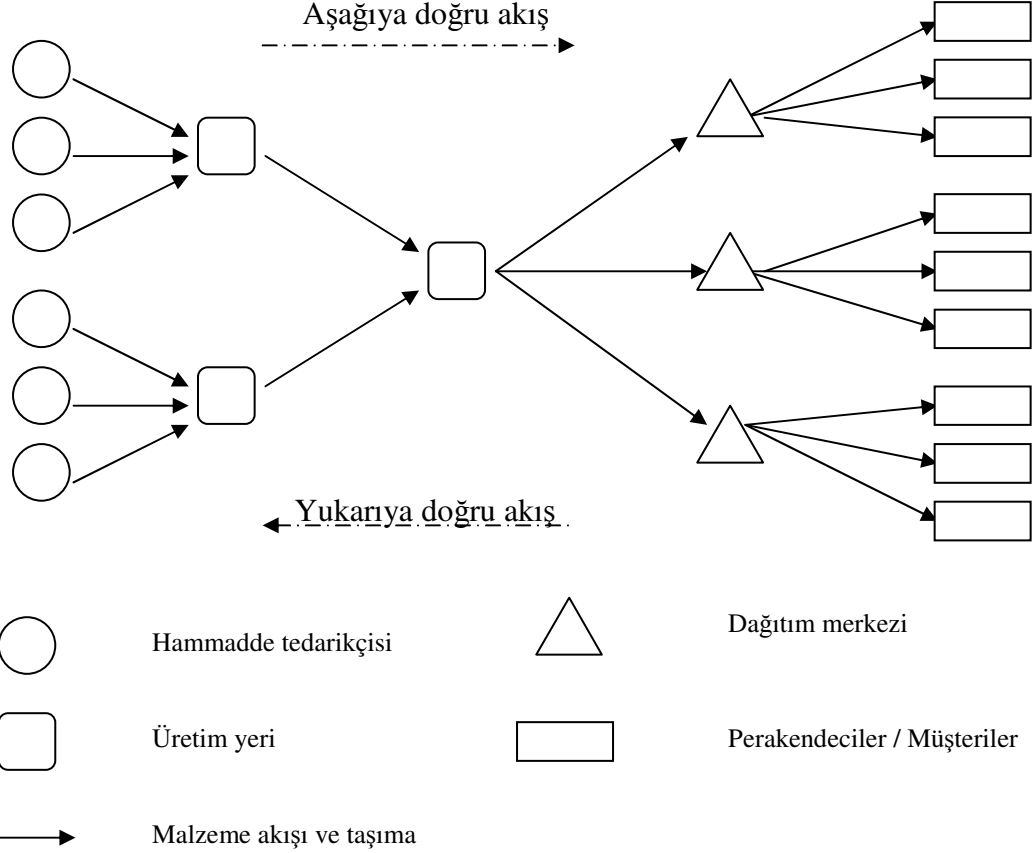 Aşağıya doğru akış
Yukarıya doğru akış
Hammadde tedarikçisi
Dağıtım merkezi
Üretim yeri
Perakendeciler / Müşteriler
Malzeme akışı ve taşıma